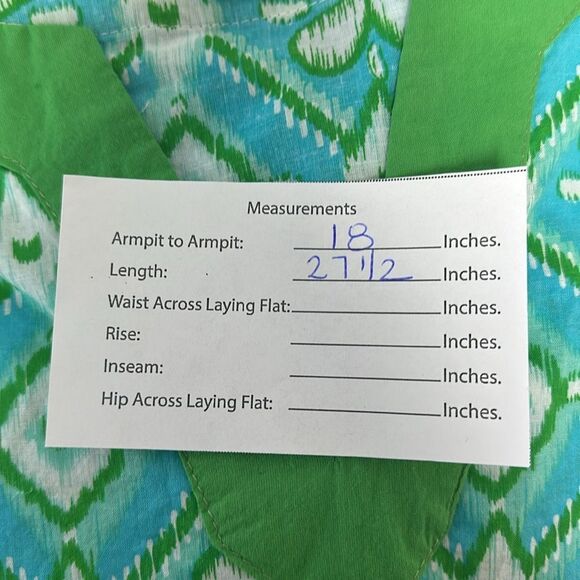 Measurements
Armpit to Armpit: 18 Inches.
Length: 27 1/2 Inches.
Waist Across Laying Flat: Inches.
Rise: Inches.
Inseam: Inches.
Hip Across Laying Flat: Inches.